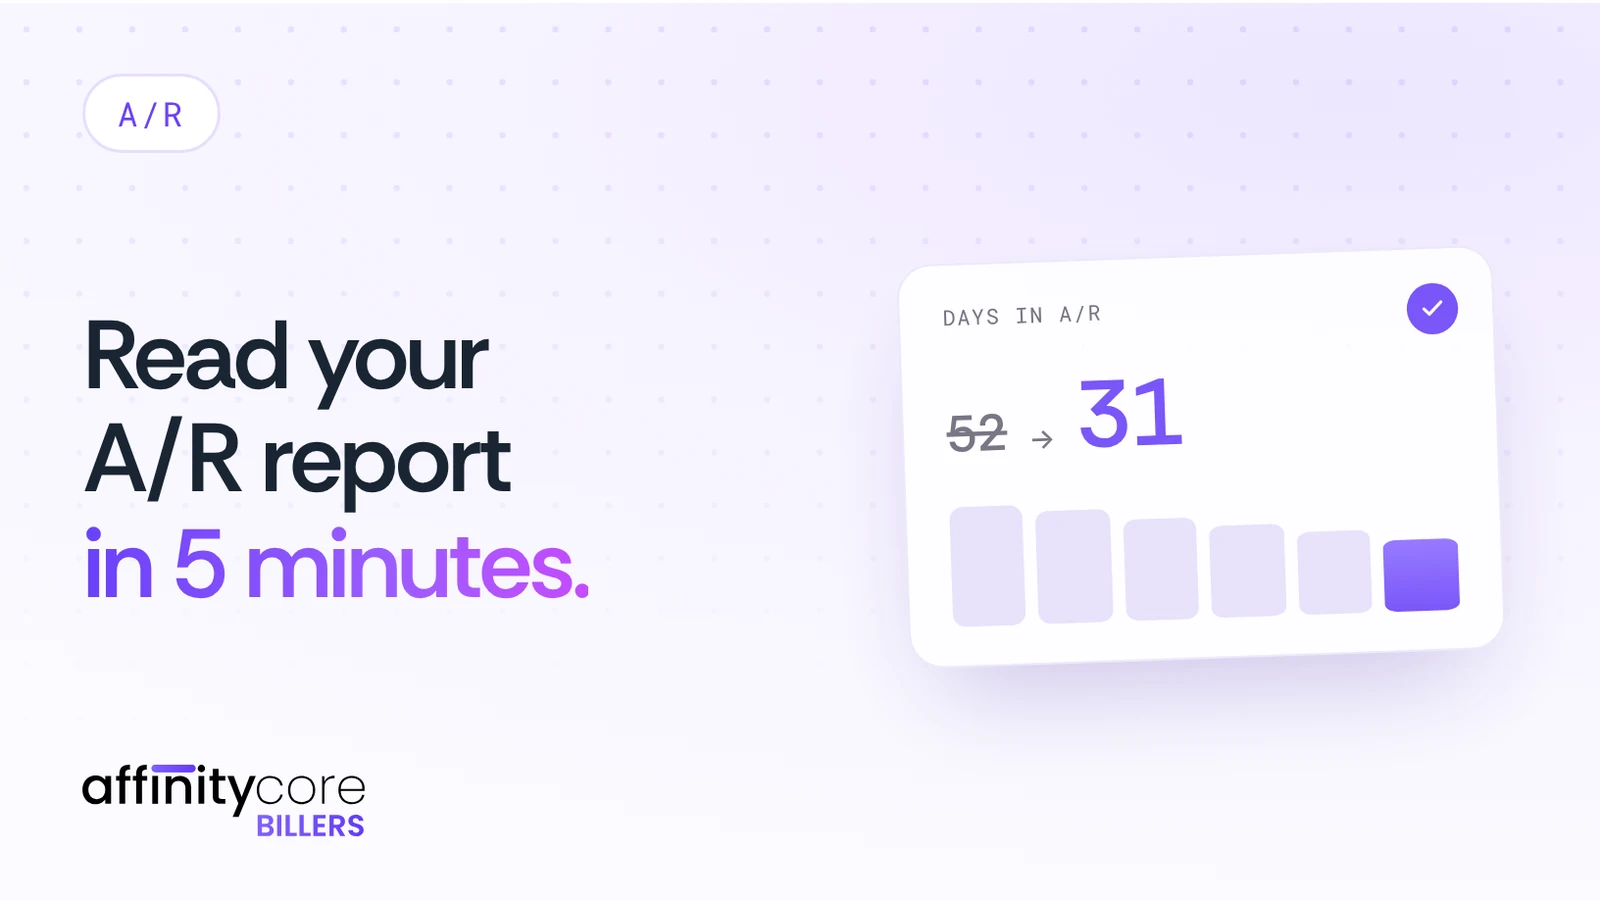 A/R
Read your
A/R report
in 5 minutes.
DAYS IN A/R
52 → 31
affinitycore
BILLERS